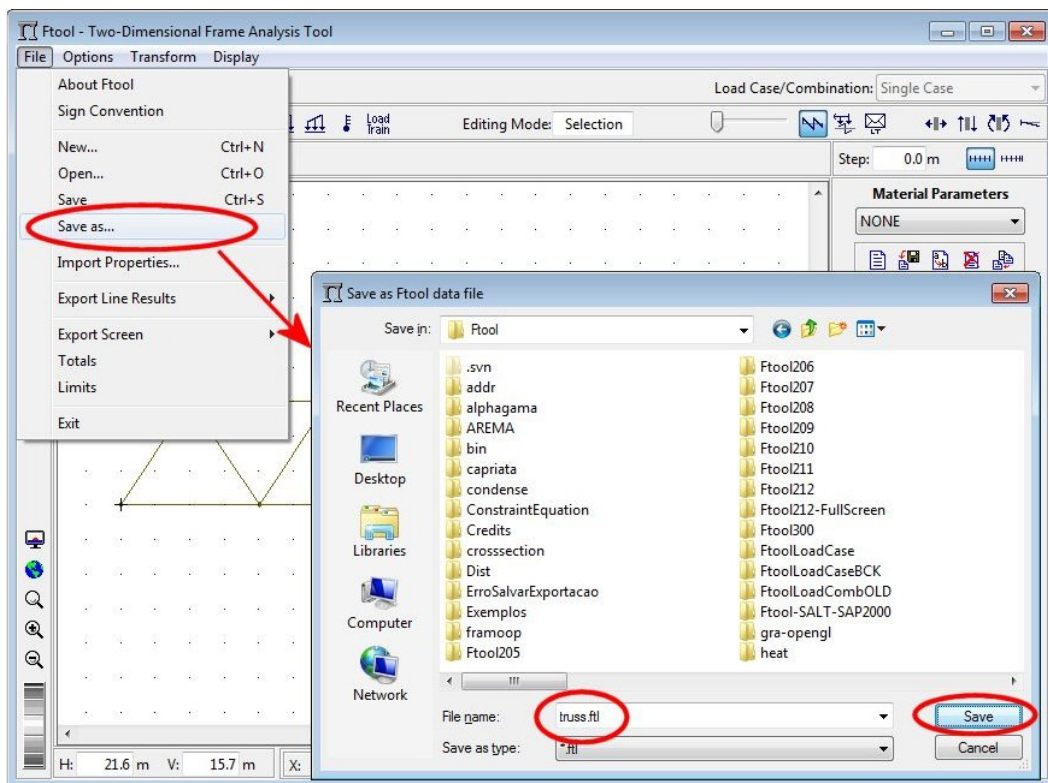 Ftool - Two-Dimensional Frame Analysis Tool
File Options Transform Display
Load Case/Combination: Single Case
About Ftool
Sign Convention
New... Ctrl+N
Open... Ctrl+O
Save Ctrl+S
Save as...
Import Properties...
Export Line Results
Export Screen
Totals
Limits
Exit
Load
Train
Editing Mode: Selection
Step: 0.0 m
Material Parameters
NONE
Save as Ftool data file
Save in: Ftool
Recent Places
Desktop
Libraries
Computer
Network
.svn
addr
alphagama
AREMA
bin
capriata
condense
ConstraintEquation
Credits
crosssection
Dist
ErroSalvarExportacao
Exemplos
framoop
Ftool205
Ftool206
Ftool207
Ftool208
Ftool209
Ftool210
Ftool211
Ftool212
Ftool212-FullScreen
Ftool300
FtoolLoadCase
FtoolLoadCaseBCK
FtoolLoadCombOLD
Ftool-SALT-SAP2000
gra-opengl
heat
File name: truss.ftl Save
Save as type: *.ftl Cancel
H: 21.6 m V: 15.7 m X: